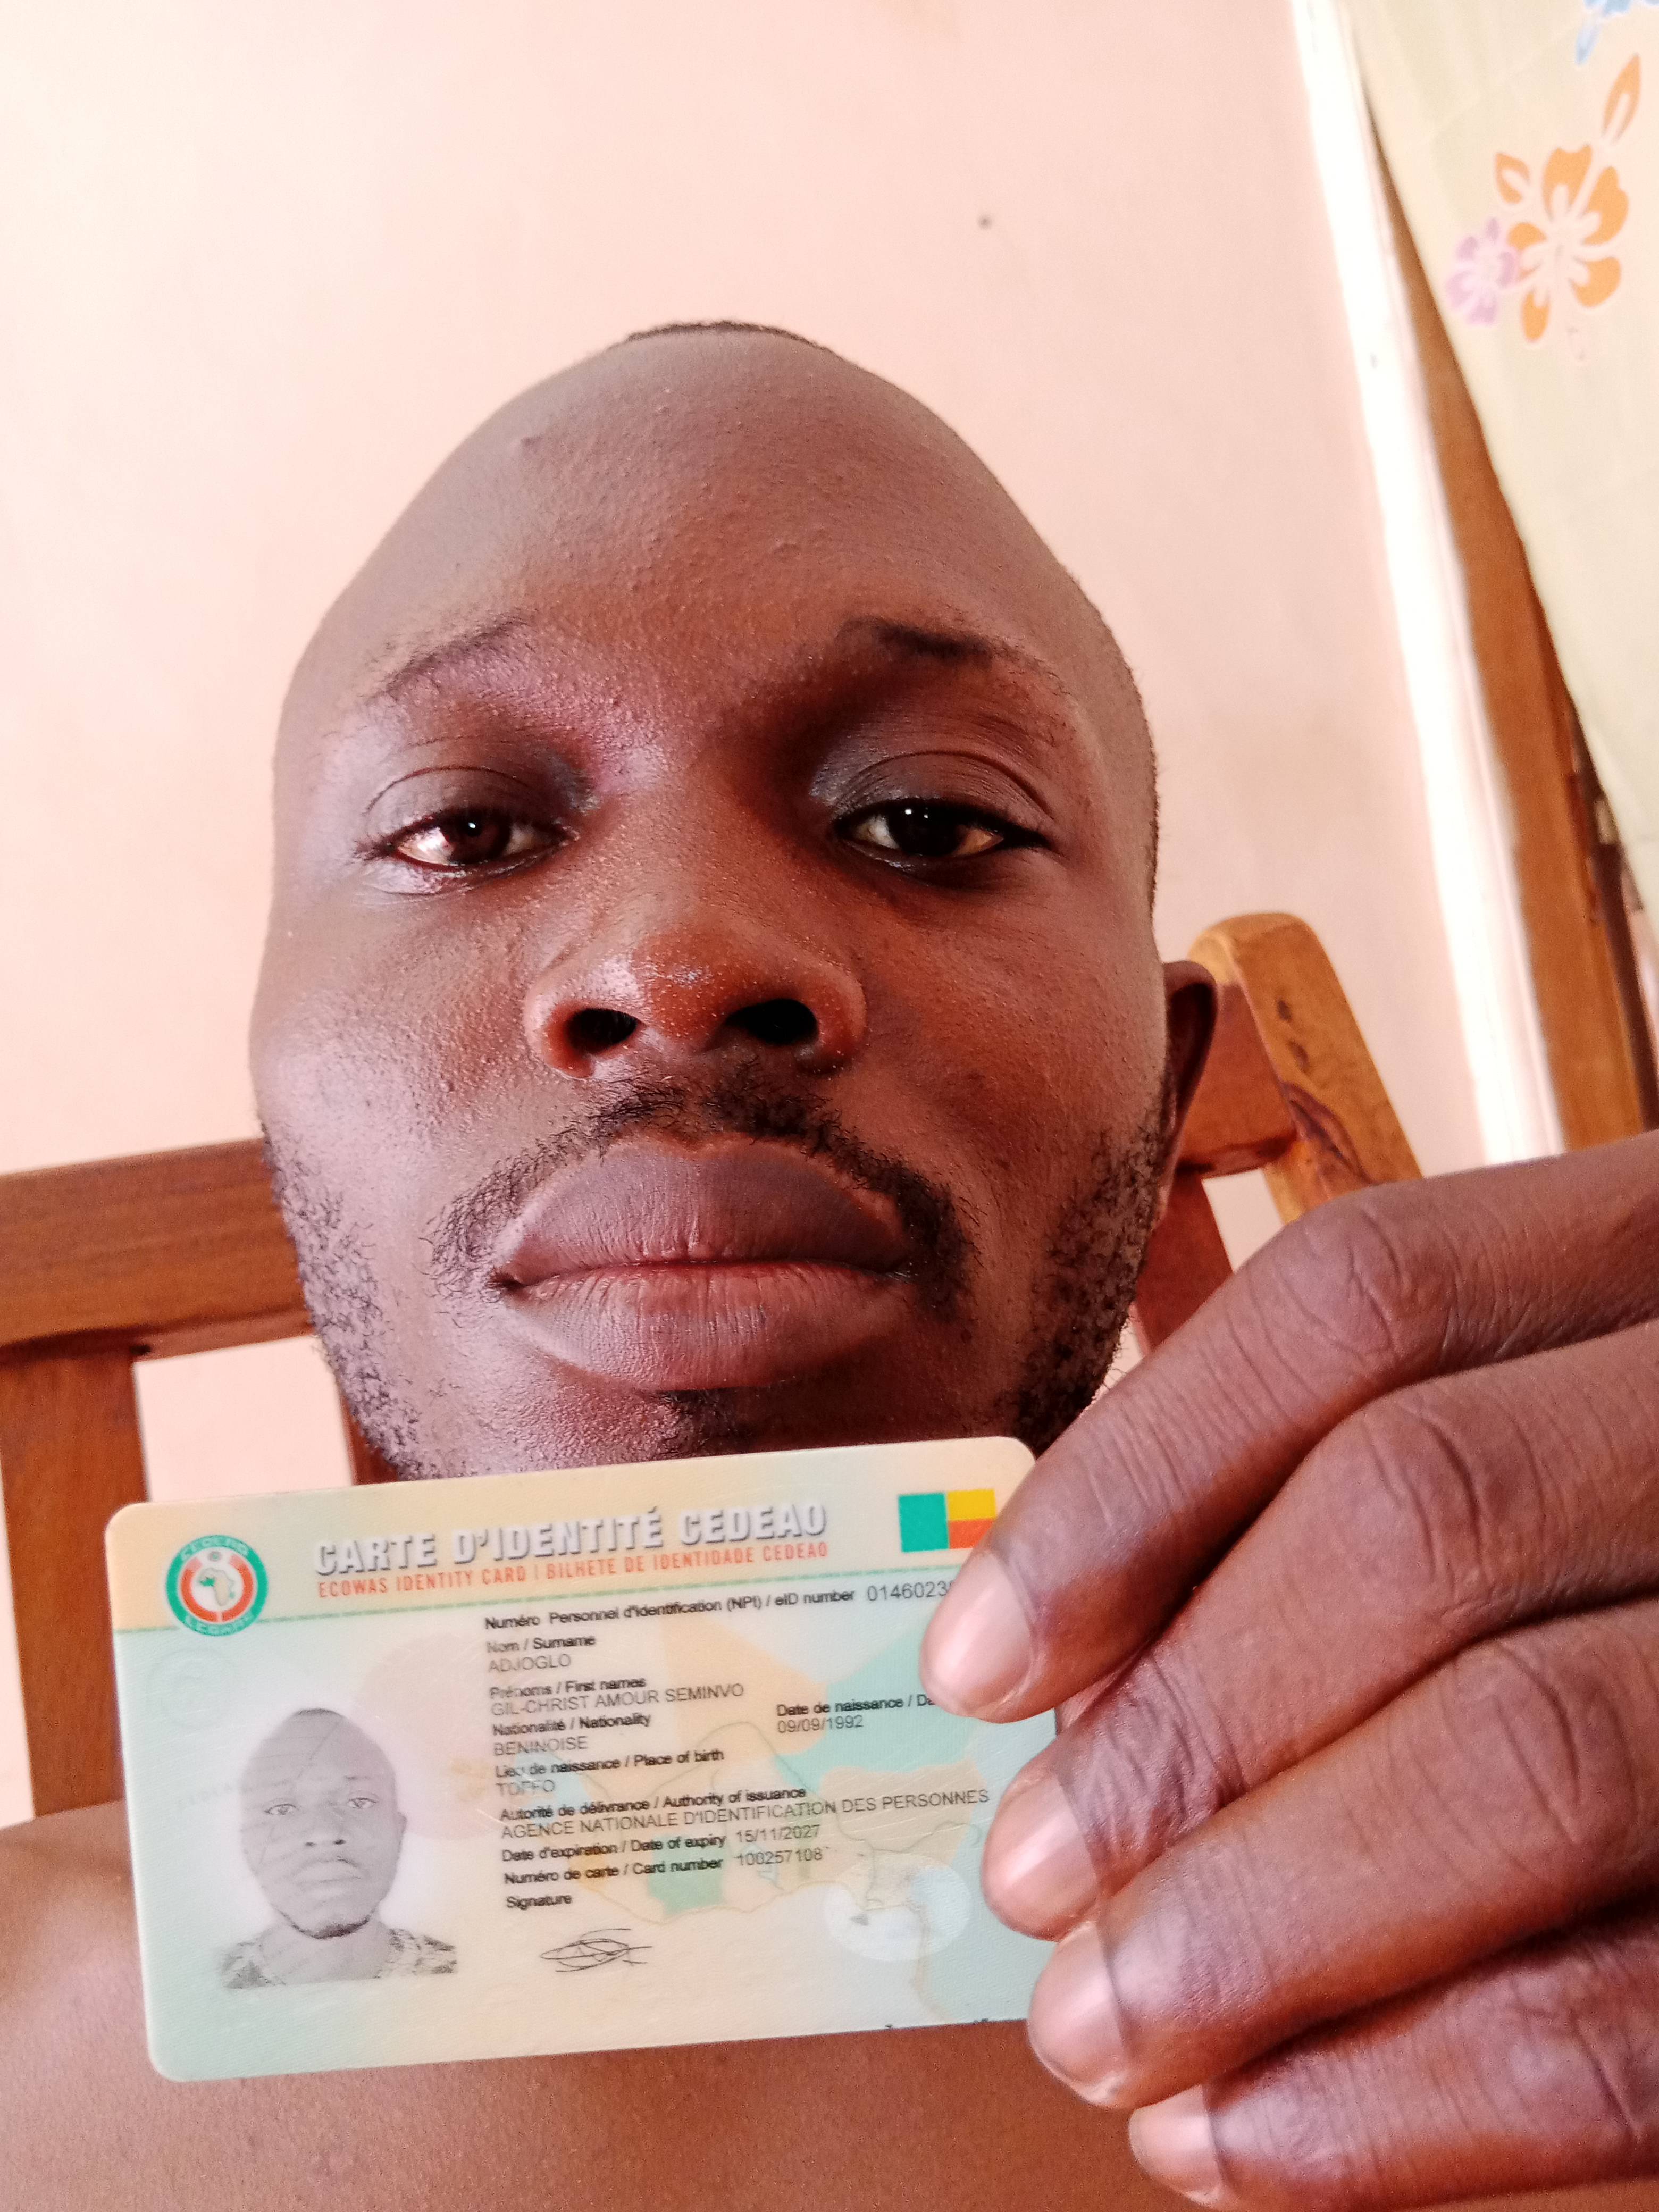 CEDEAO
ECOWAS
CARTE D'IDENTITÉ CEDEAO
ECOWAS IDENTITY CARD | BILHETE DE IDENTIDADE CEDEAO
Numéro Personnel d'identification (NPI) / eID number 0146023
Nom / Surname
ADJOGLO
Prénoms / First names
GIL-CHRIST AMOUR SEMINVO
Nationalité / Nationality
BENINOISE
Date de naissance /
09/09/1992
Lieu de naissance / Place of birth
TOFFO
Autorité de délivrance / Authority of issuance
AGENCE NATIONALE D'IDENTIFICATION DES PERSONNES
Date d'expiration / Date of expiry 15/11/2027
Numéro de carte / Card number 100257108
Signature